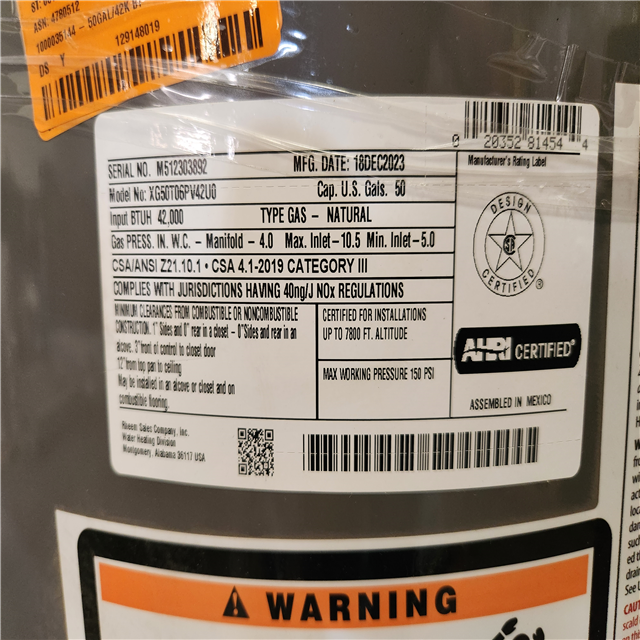 ASN: 4780512
1000035144 - 50GAL/42K
129148019
DS Y
0 20352 81454 4
SERIAL NO. M512303892 MFG. DATE: 18DEC2023
Manufacturer's Rating Label
Model No: XG50T06PV42U0 Cap. U.S. Gals. 50
Input BTUH 42,000 TYPE GAS - NATURAL
Gas PRESS. IN. W.C. - Manifold - 4.0 Max. Inlet-10.5 Min. Inlet-5.0
CSA/ANSI Z21.10.1 • CSA 4.1-2019 CATEGORY III
COMPLIES WITH JURISDICTIONS HAVING 40ng/J NOx REGULATIONS
MINIMUM CLEARANCES FROM COMBUSTIBLE OR NONCOMBUSTIBLE
CONSTRUCTION. 1" Sides and 0" rear in a closet - 0"Sides and rear in an
alcove. 3"front of control to closet door
12"from top pan to ceiling
May be installed in an alcove or closet and on
combustible flooring.
CERTIFIED FOR INSTALLATIONS
UP TO 7800 FT. ALTITUDE
MAX WORKING PRESSURE 150 PSI
DESIGN
CERTIFIED
AHRI CERTIFIED®
ASSEMBLED IN MEXICO
Rheem Sales Company, Inc.
Water Heating Division
Montgomery, Alabama 36117 USA
WARNING